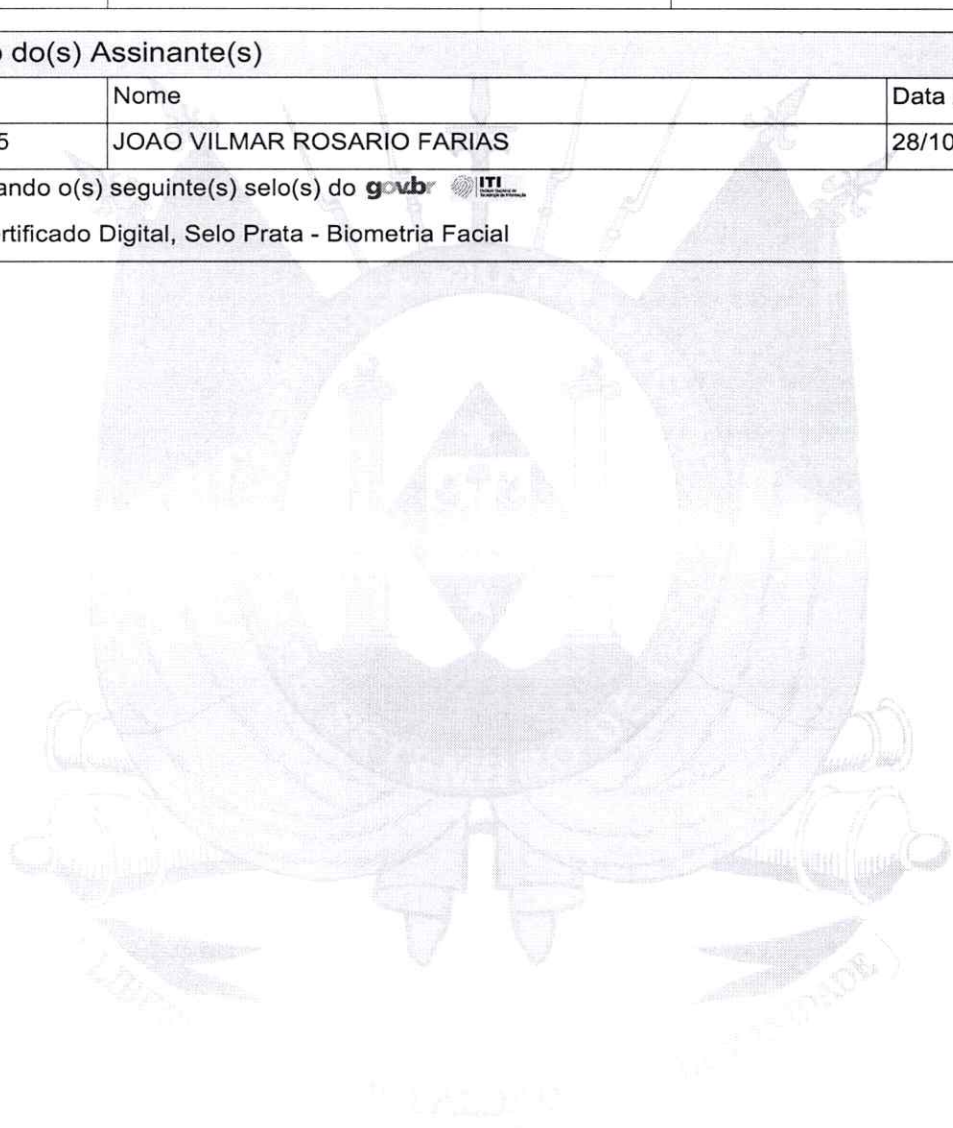 o do(s) Assinante(s)
Nome Data
5 JOAO VILMAR ROSARIO FARIAS 28/10
ando o(s) seguinte(s) selo(s) do gov.br ITI
rtificado Digital, Selo Prata - Biometria Facial